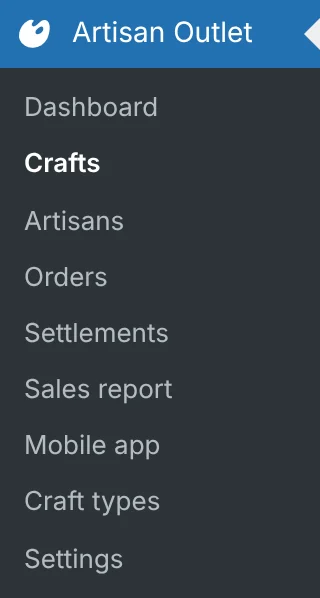 Artisan Outlet
Dashboard
Crafts
Artisans
Orders
Settlements
Sales report
Mobile app
Craft types
Settings